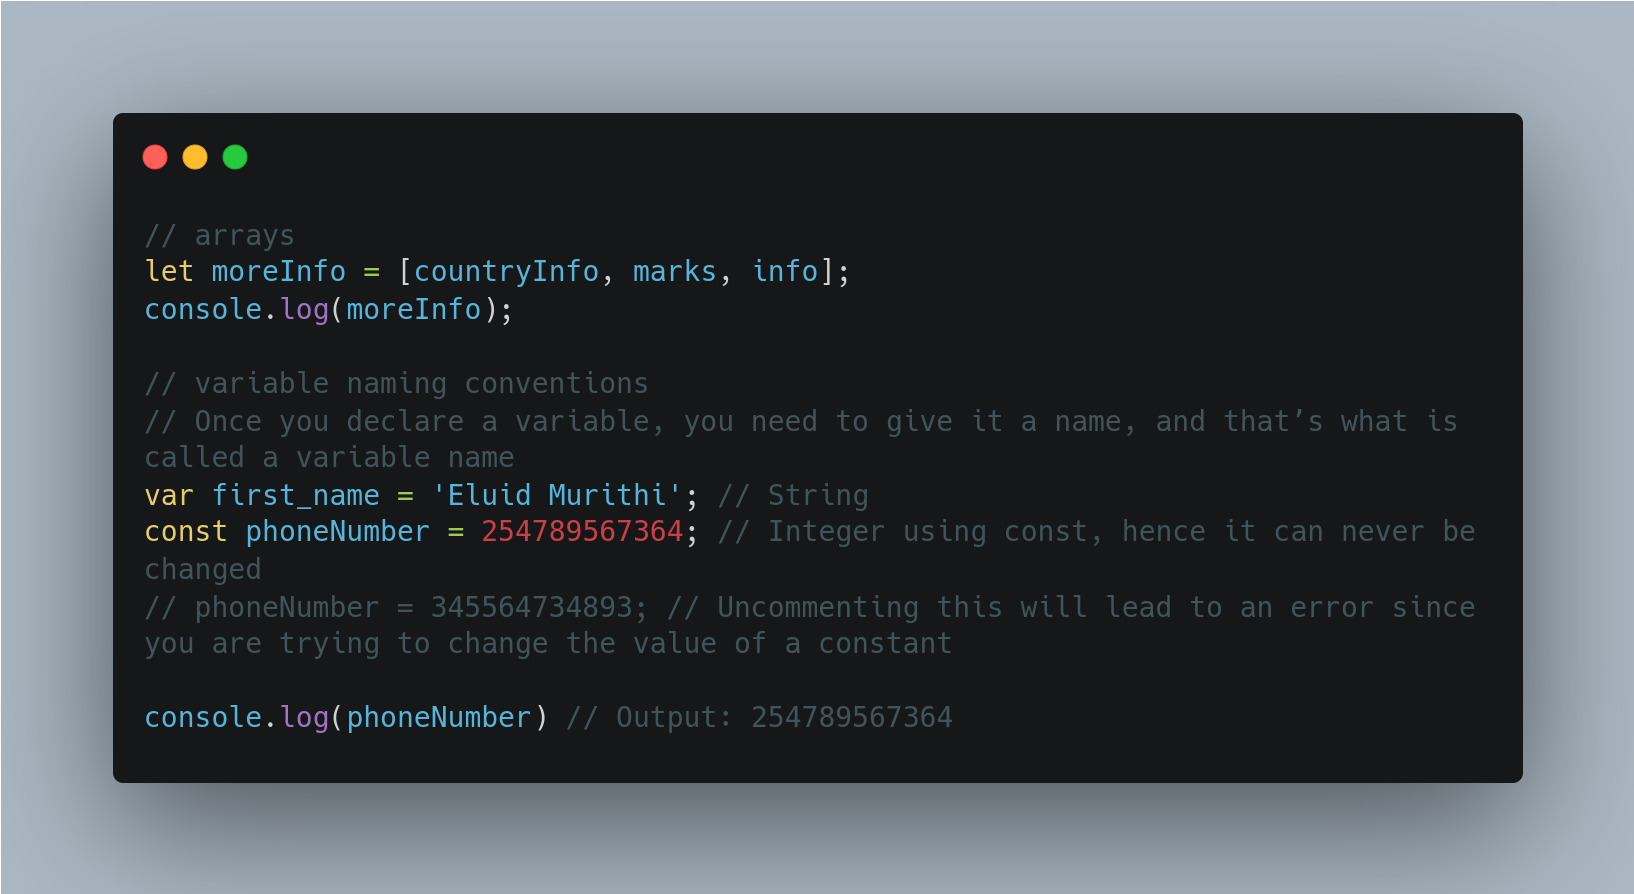 // arrays
let moreInfo = [countryInfo, marks, info];
console.log(moreInfo);
// variable naming conventions
// Once you declare a variable, you need to give it a name, and that’s what is
called a variable name
var first_name = 'Eluid Murithi'; // String
const phoneNumber = 254789567364; // Integer using const, hence it can never be
changed
// phoneNumber = 345564734893; // Uncommenting this will lead to an error since
you are trying to change the value of a constant
console.log(phoneNumber) // Output: 254789567364